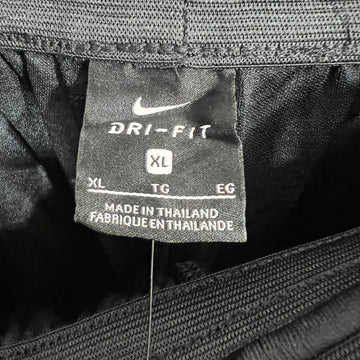 DRI-FIT
XL
XL TG EG
MADE IN THAILAND
FABRIQUE EN THAILANDE